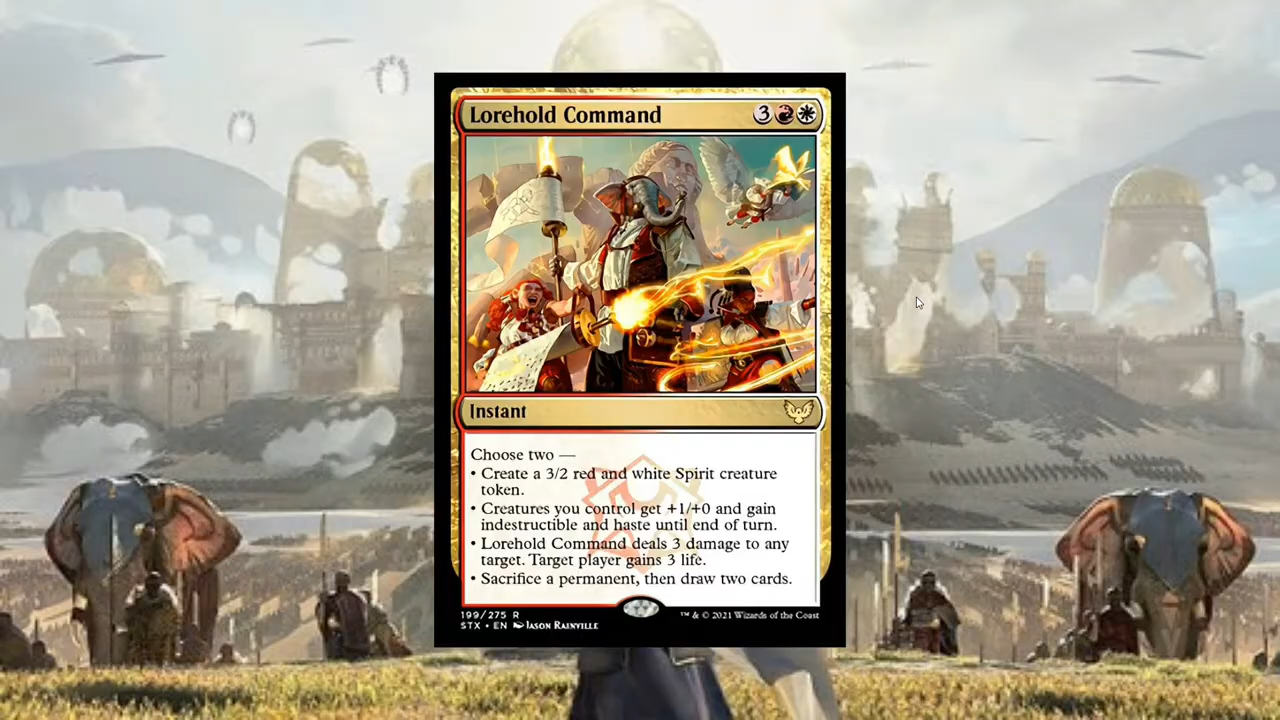 Lorehold Command 3
Instant
Choose two —
• Create a 3/2 red and white Spirit creature
token.
• Creatures you control get +1/+0 and gain
indestructible and haste until end of turn.
• Lorehold Command deals 3 damage to any
target. Target player gains 3 life.
• Sacrifice a permanent, then draw two cards.
199/275 R
STX • EN JASON RAINVILLE
™ & © 2021 Wizards of the Coast